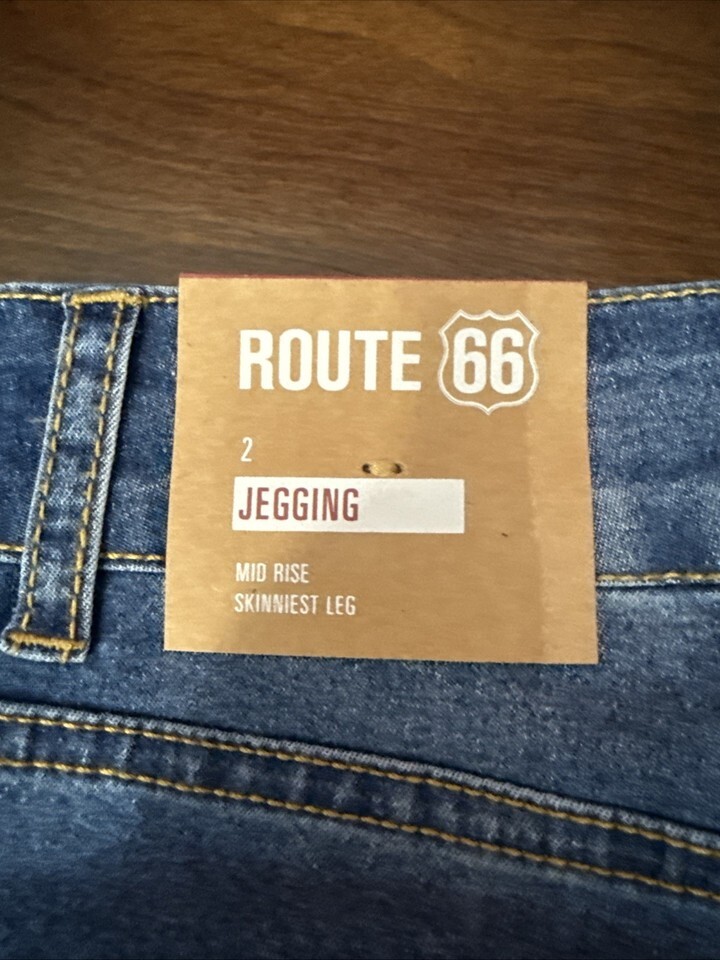 ROUTE 66
2
JEGGING
MID RISE
SKINNIEST LEG